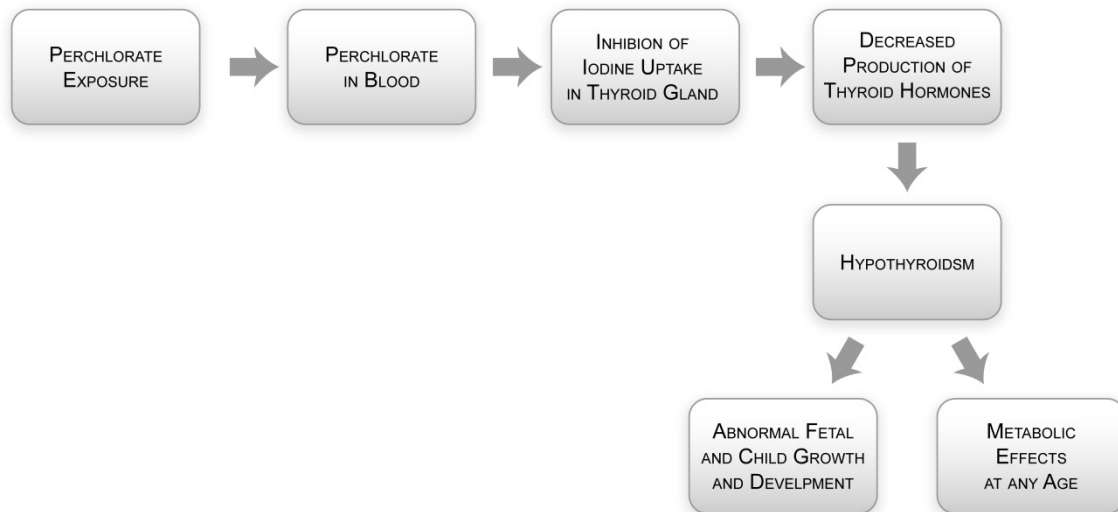 Perchlorate
Exposure
Perchlorate
in Blood
Inhibion of
Iodine Uptake
in Thyroid Gland
Decreased
Production of
Thyroid Hormones
Hypothyroidsm
Abnormal Fetal
and Child Growth
and Develpment
Metabolic
Effects
at any Age